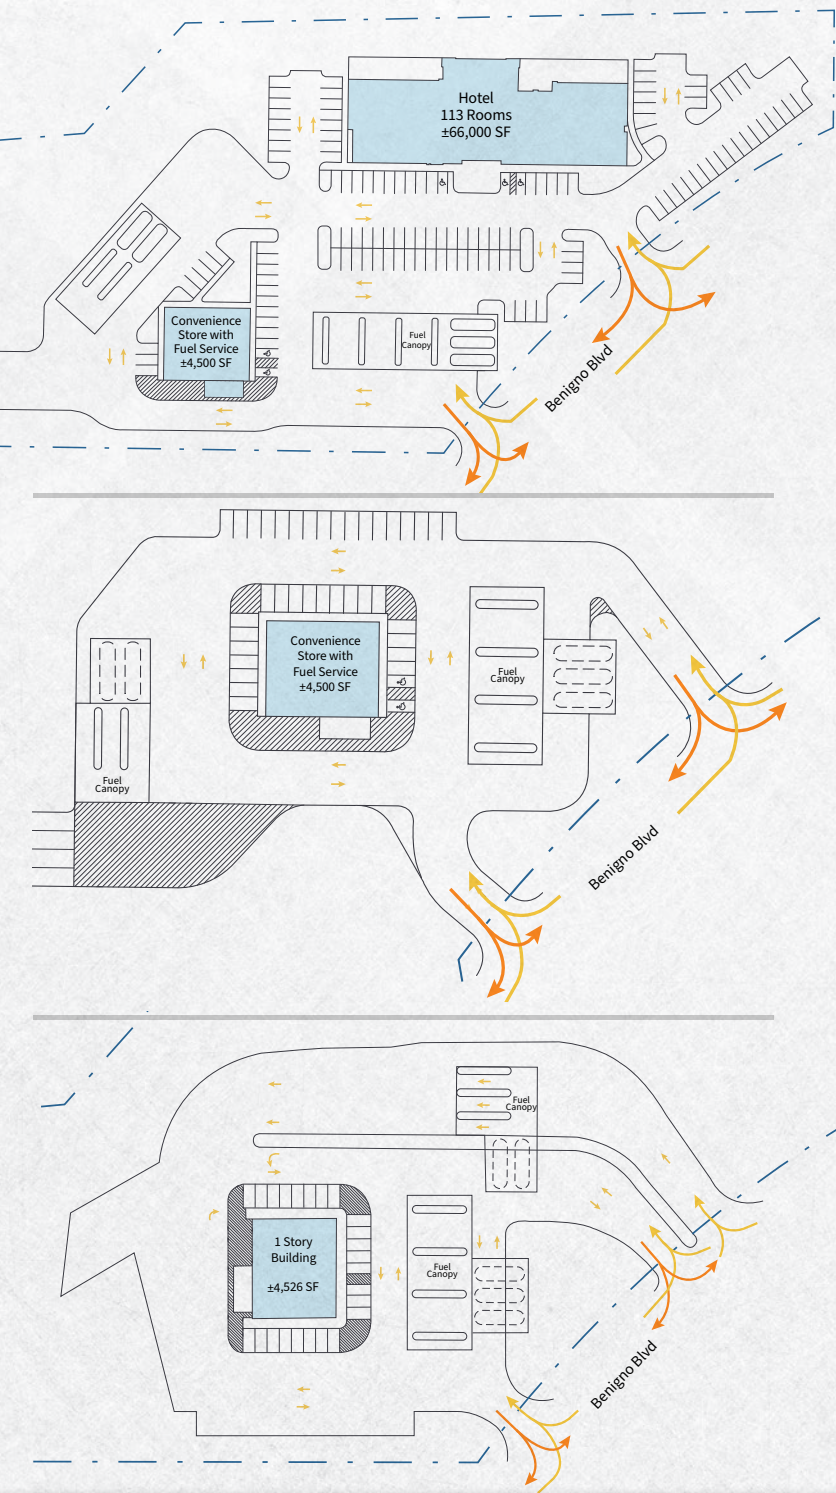 Hotel
113 Rooms
±66,000 SF
Convenience
Store with
Fuel Service
±4,500 SF
Fuel
Canopy
Benigno Blvd
Convenience
Store with
Fuel Service
±4,500 SF
Fuel
Canopy
Fuel
Canopy
Benigno Blvd
Fuel
Canopy
1 Story
Building
±4,526 SF
Fuel
Canopy
Benigno Blvd